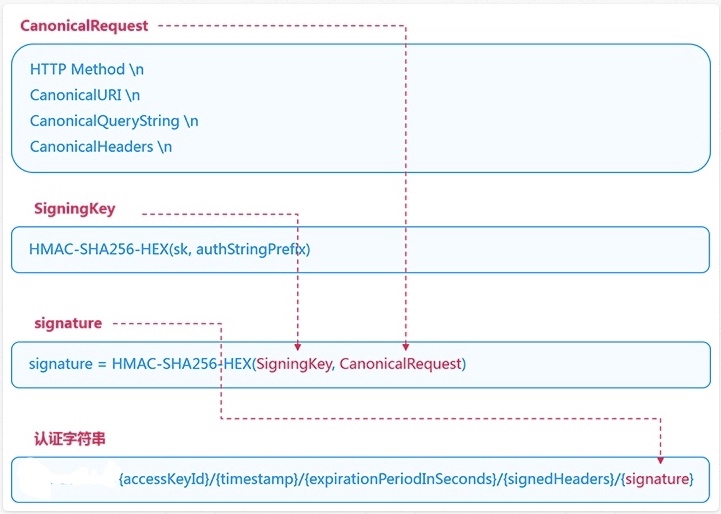 CanonicalRequest
HTTP Method \n
CanonicalURI \n
CanonicalQueryString \n
CanonicalHeaders \n
SigningKey
HMAC-SHA256-HEX(sk, authStringPrefix)
signature
signature = HMAC-SHA256-HEX(SigningKey, CanonicalRequest)
认证字符串
{accessKeyId}/{timestamp}/{expirationPeriodInSeconds}/{signedHeaders}/{signature}